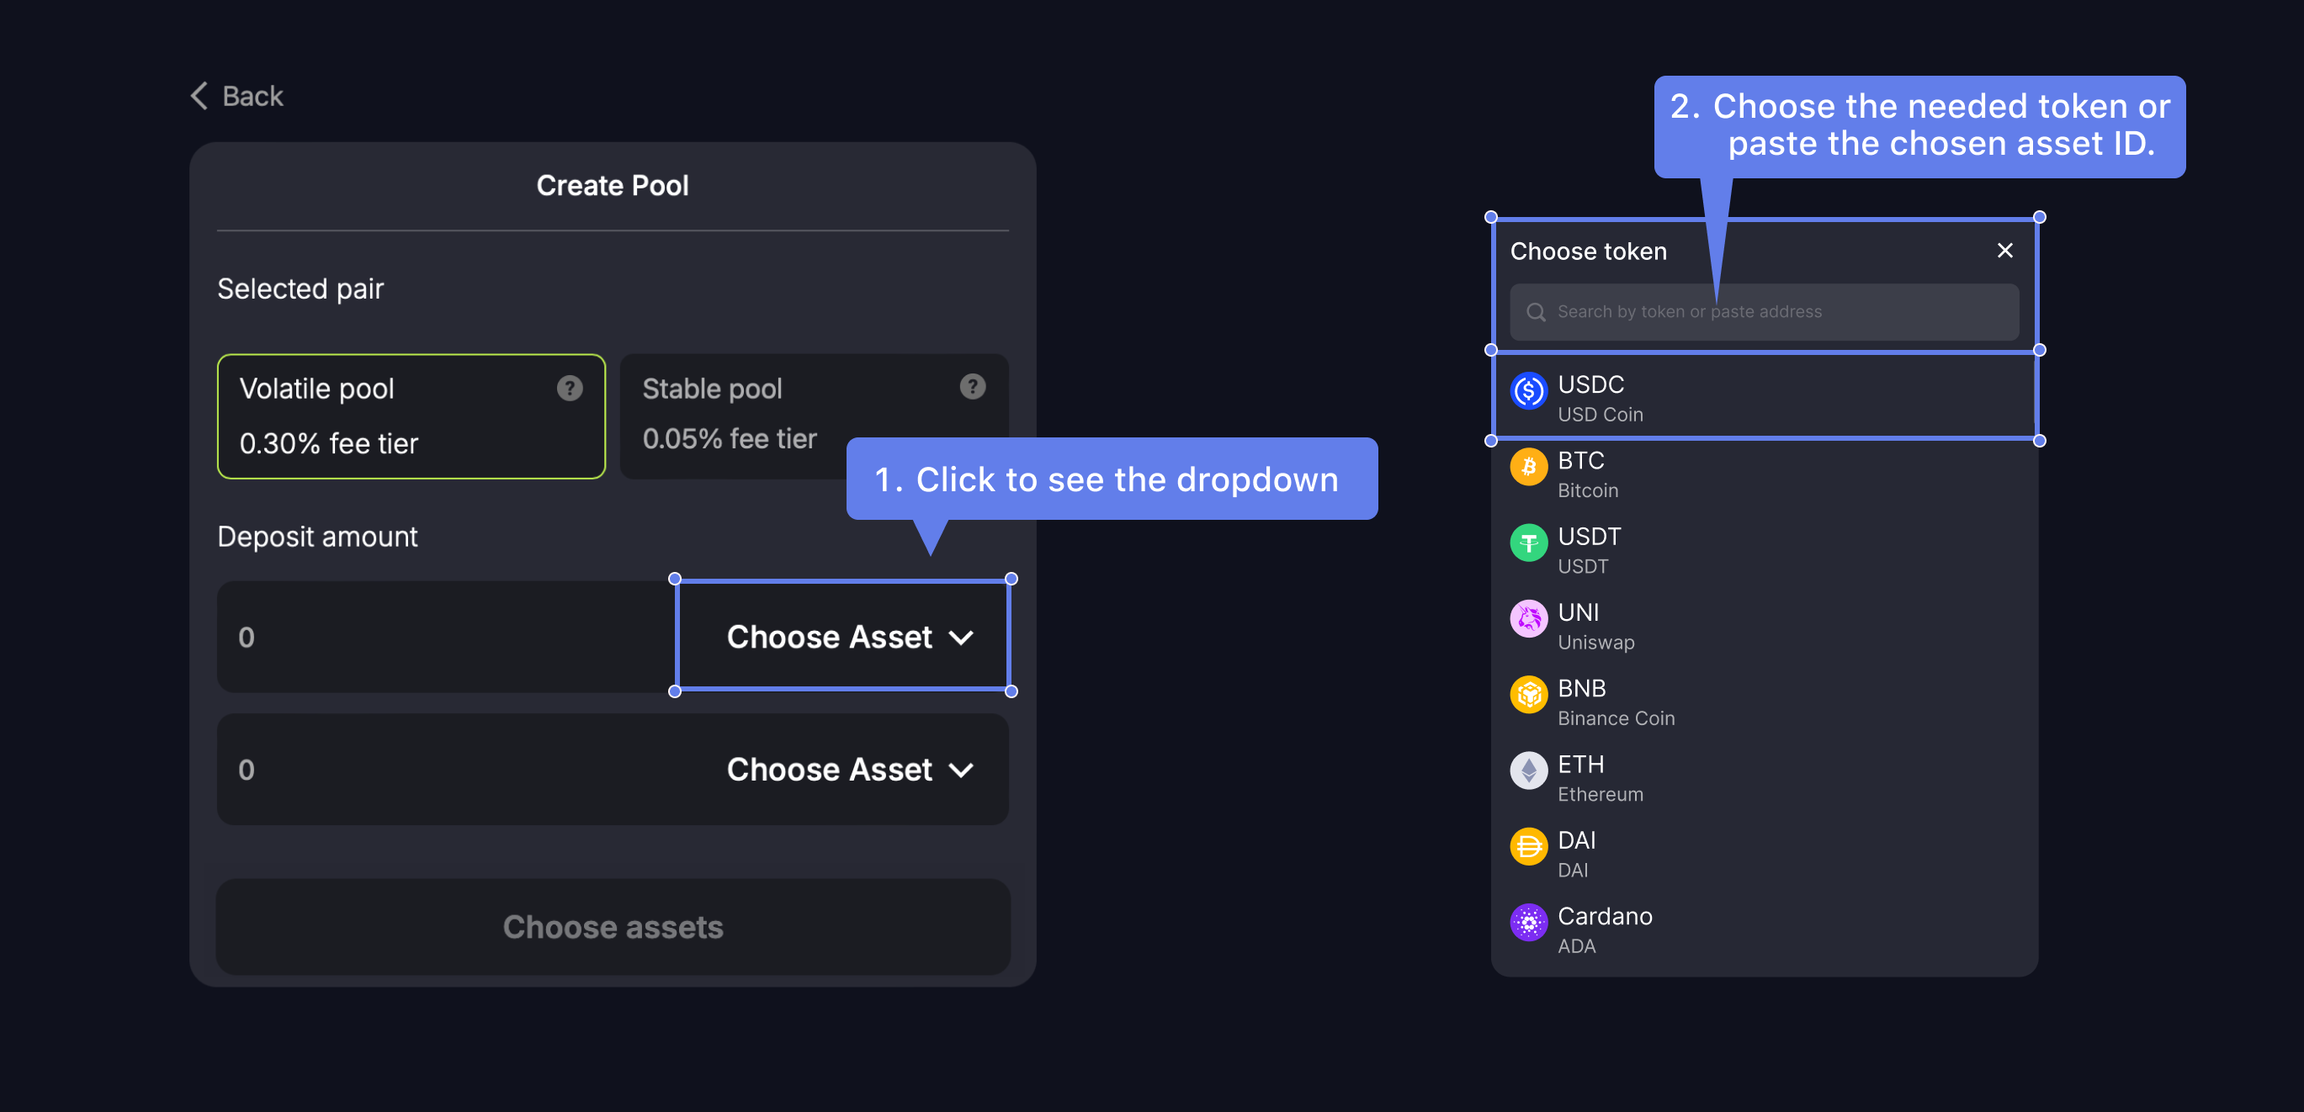 Back
Create Pool
Selected pair
Volatile pool
0.30% fee tier
Stable pool
0.05% fee tier
1. Click to see the dropdown
Deposit amount
0
Choose Asset
0
Choose Asset
Choose assets
2. Choose the needed token or
paste the chosen asset ID.
Choose token
Search by token or paste address
USDC
USD Coin
BTC
Bitcoin
USDT
USDT
UNI
Uniswap
BNB
Binance Coin
ETH
Ethereum
DAI
DAI
Cardano
ADA